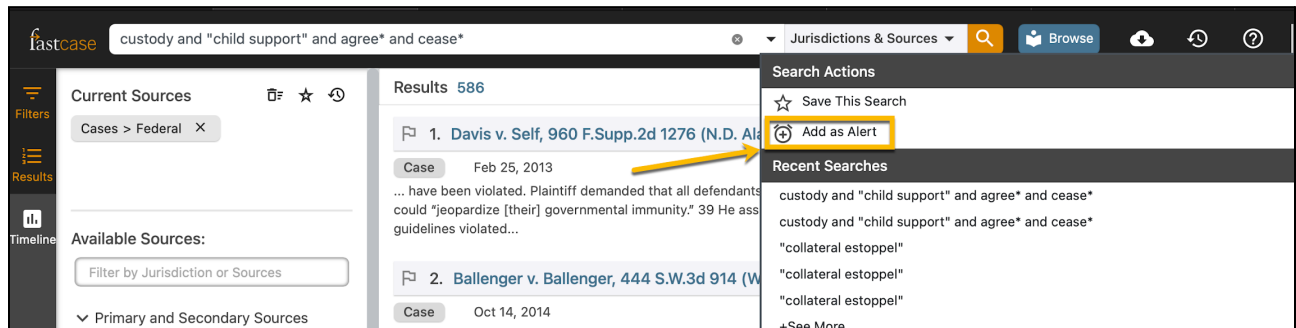 fastcase
custody and "child support" and agree* and cease*
Jurisdictions & Sources
Browse
Filters
Results
Timeline
Current Sources
Cases > Federal X
Available Sources:
Filter by Jurisdiction or Sources
Primary and Secondary Sources
Results 586
1. Davis v. Self, 960 F.Supp.2d 1276 (N.D. Ala
Case Feb 25, 2013
... have been violated. Plaintiff demanded that all defendants
could “jeopardize [their] governmental immunity.” 39 He ass
guidelines violated...
2. Ballenger v. Ballenger, 444 S.W.3d 914 (W
Case Oct 14, 2014
Search Actions
Save This Search
Add as Alert
Recent Searches
custody and "child support" and agree* and cease*
custody and "child support" and agree* and cease*
"collateral estoppel"
"collateral estoppel"
"collateral estoppel"
+See More